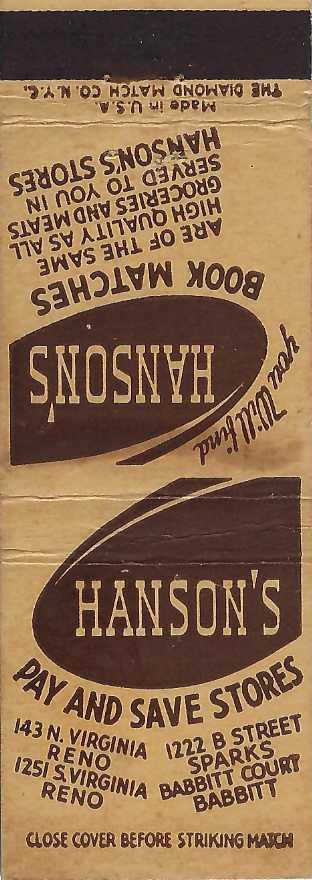 Made in U.S.A.
THE DIAMOND MATCH CO. N.Y.C.
you Will find
HANSON'S
BOOK MATCHES
ARE OF THE SAME
HIGH QUALITY AS ALL
GROCERIES AND MEATS
SERVED TO YOU IN
HANSON'S STORES
HANSON'S
PAY AND SAVE STORES
143 N. VIRGINIA
RENO
1251 S. VIRGINIA
RENO
1222 B STREET
SPARKS
BABBITT COURT
BABBITT
CLOSE COVER BEFORE STRIKING MATCH